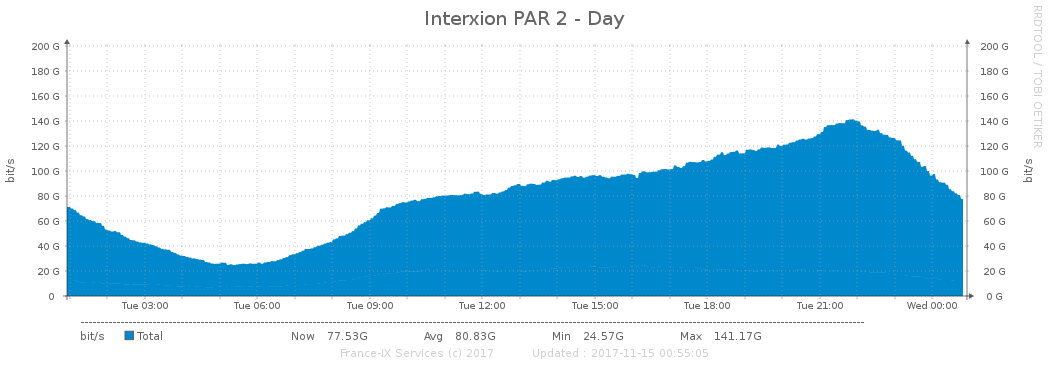 Interxion PAR 2 - Day
RRDTOOL / TOBI OETIKER
200 G 200 G
180 G 180 G
160 G 160 G
140 G 140 G
120 G 120 G
100 G 100 G
80 G 80 G
60 G 60 G
40 G 40 G
20 G 20 G
0 0 G
bit/s bit/s
Tue 03:00 Tue 06:00 Tue 09:00 Tue 12:00 Tue 15:00 Tue 18:00 Tue 21:00 Wed 00:00
bit/s Total Now 77.53G Avg 80.83G Min 24.57G Max 141.17G
France-IX Services (c) 2017 Updated : 2017-11-15 00:55:05